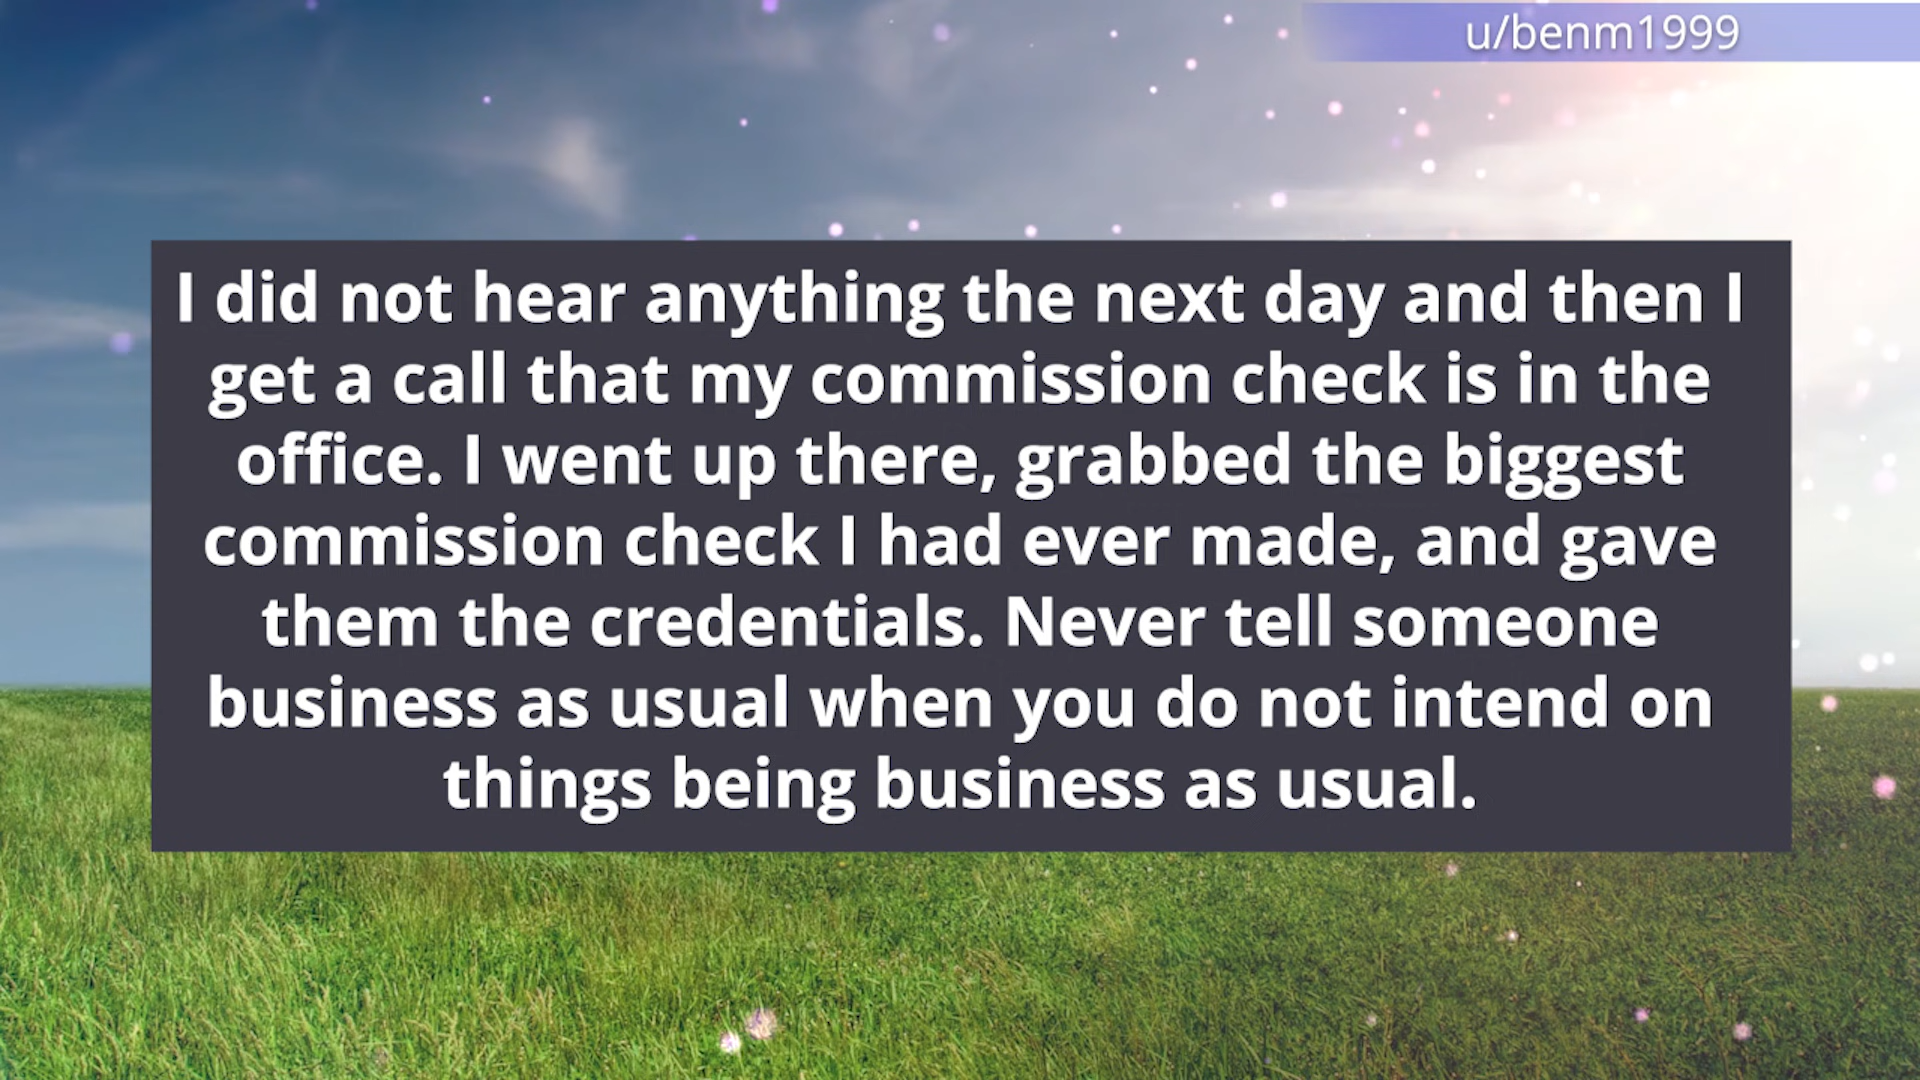 u/benm1999
I did not hear anything the next day and then I
get a call that my commission check is in the
office. I went up there, grabbed the biggest
commission check I had ever made, and gave
them the credentials. Never tell someone
business as usual when you do not intend on
things being business as usual.